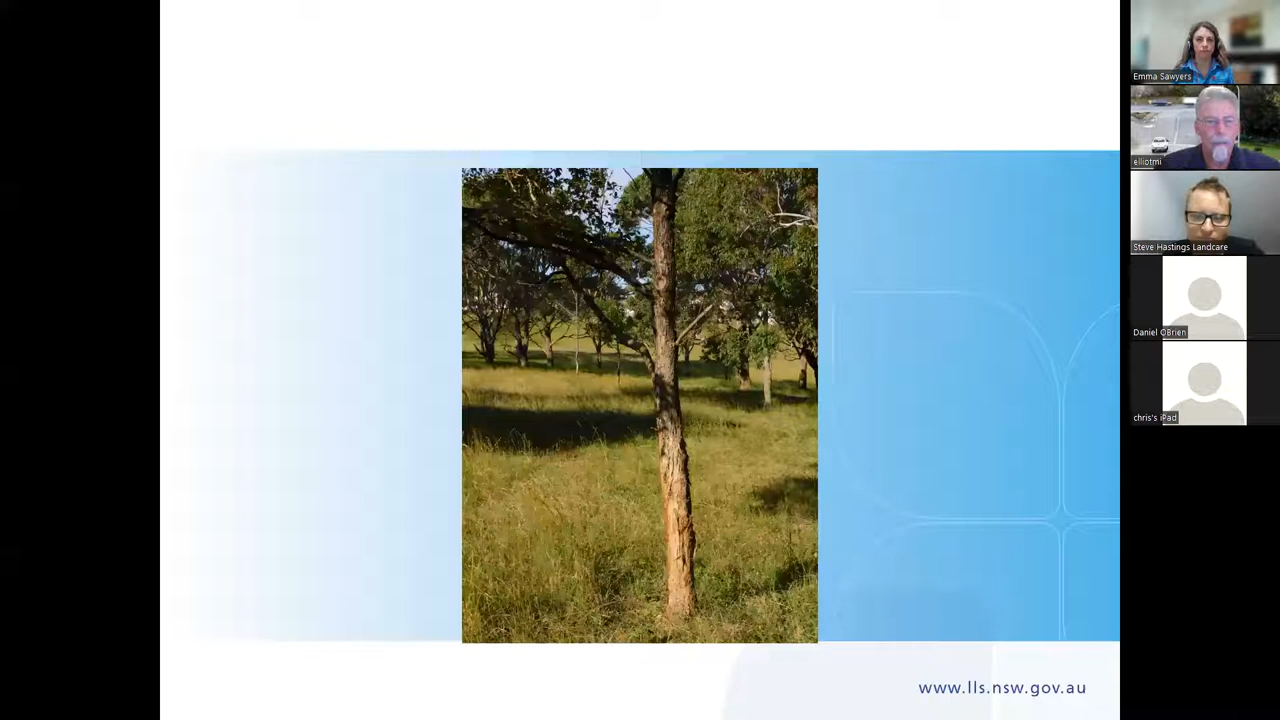 www.lls.nsw.gov.au
Emma Sawyers
elliotmi
Steve Hastings Landcare
Daniel OBrien
chris's iPad